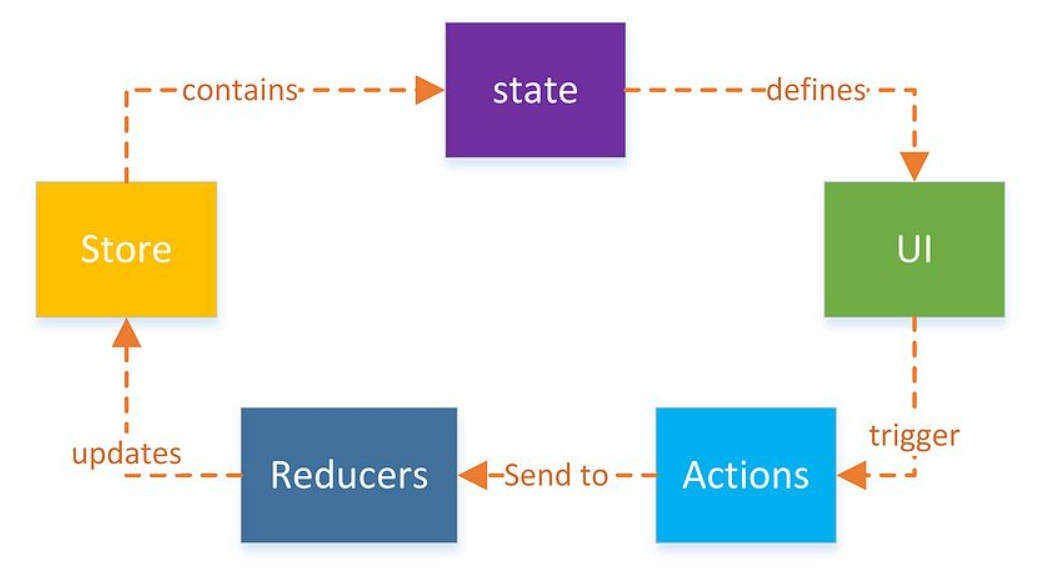 state
contains
defines
Store
UI
trigger
updates
Reducers
Send to
Actions